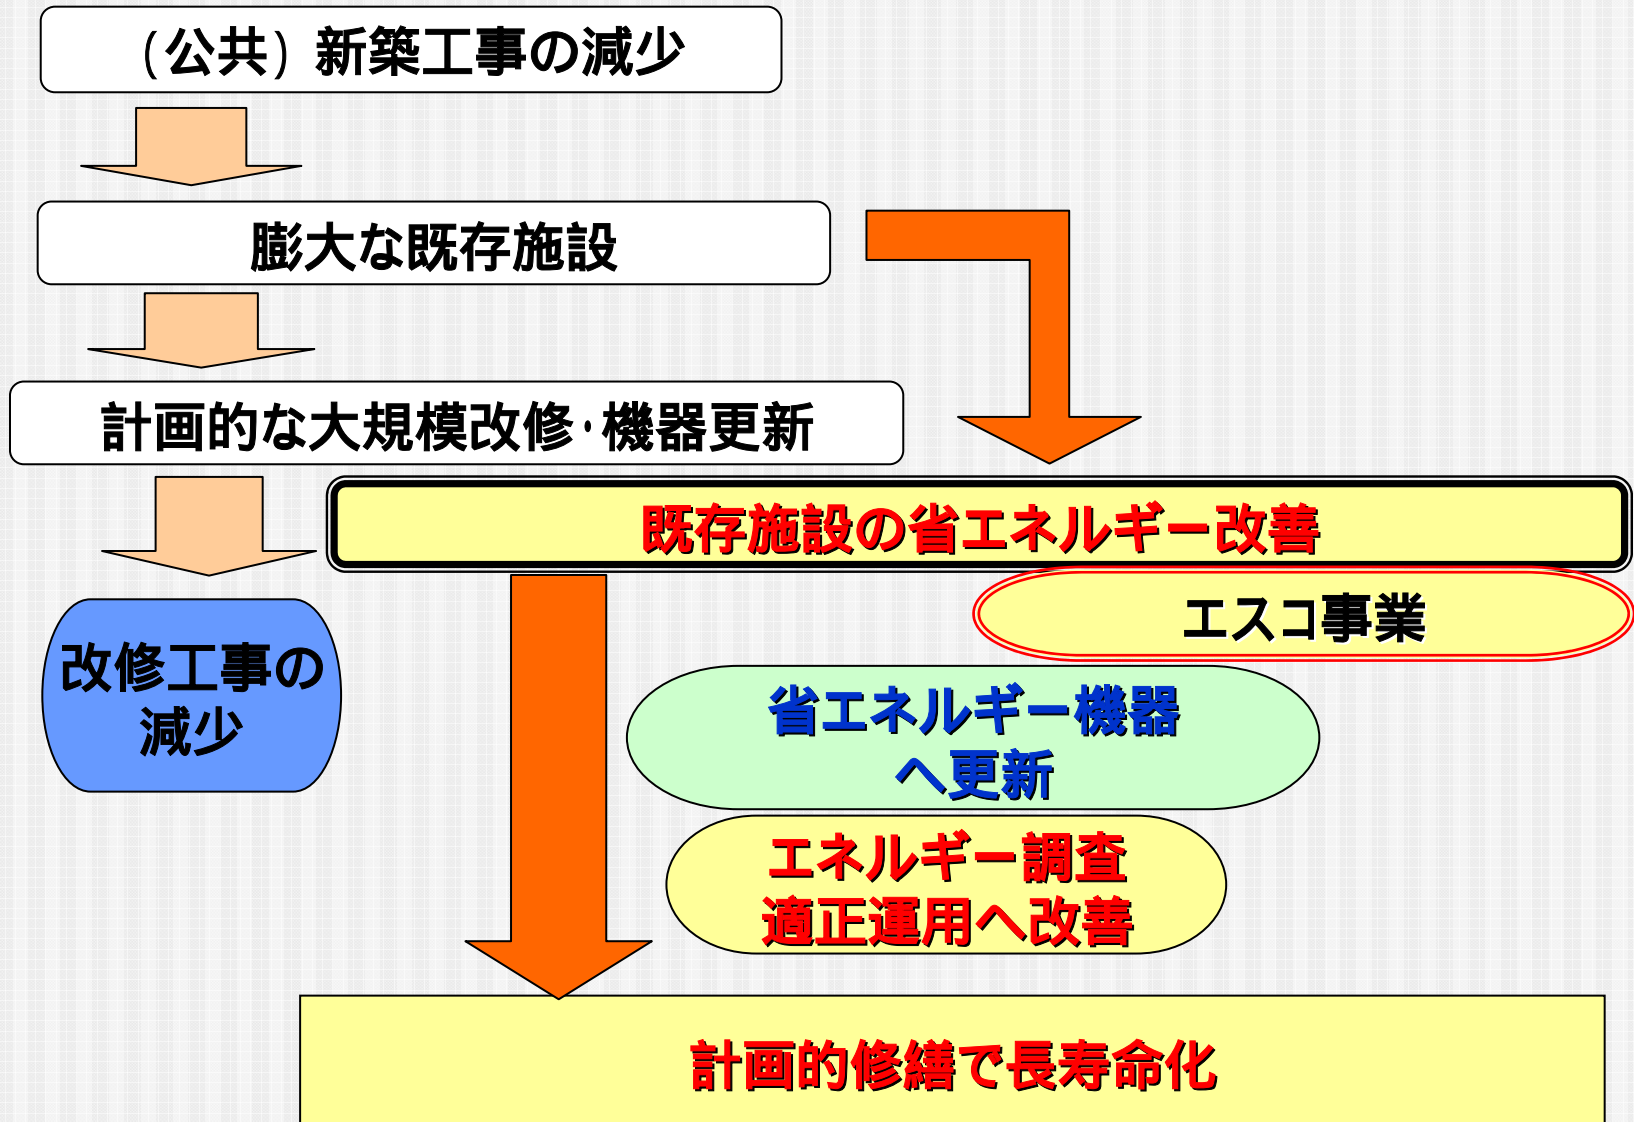 （公共）新築工事の減少
膨大な既存施設
計画的な大規模改修・機器更新
既存施設の省エネルギー改善
エスコ事業
改修工事の
減少
省エネルギー機器
へ更新
エネルギー調査
適正運用へ改善
計画的修繕で長寿命化